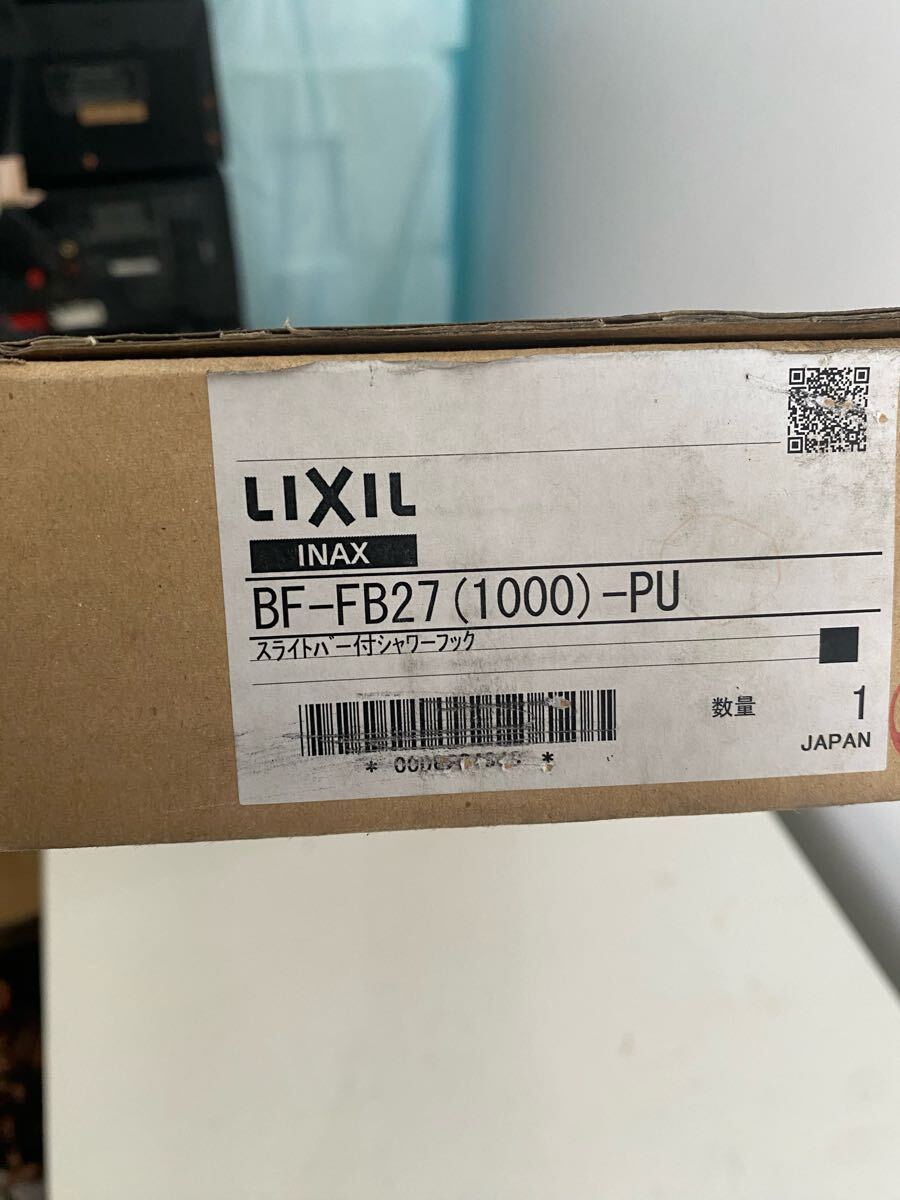 LIXIL
INAX
BF-FB27(1000)-PU
スライトバー付シャワーフック
数量 1
JAPAN